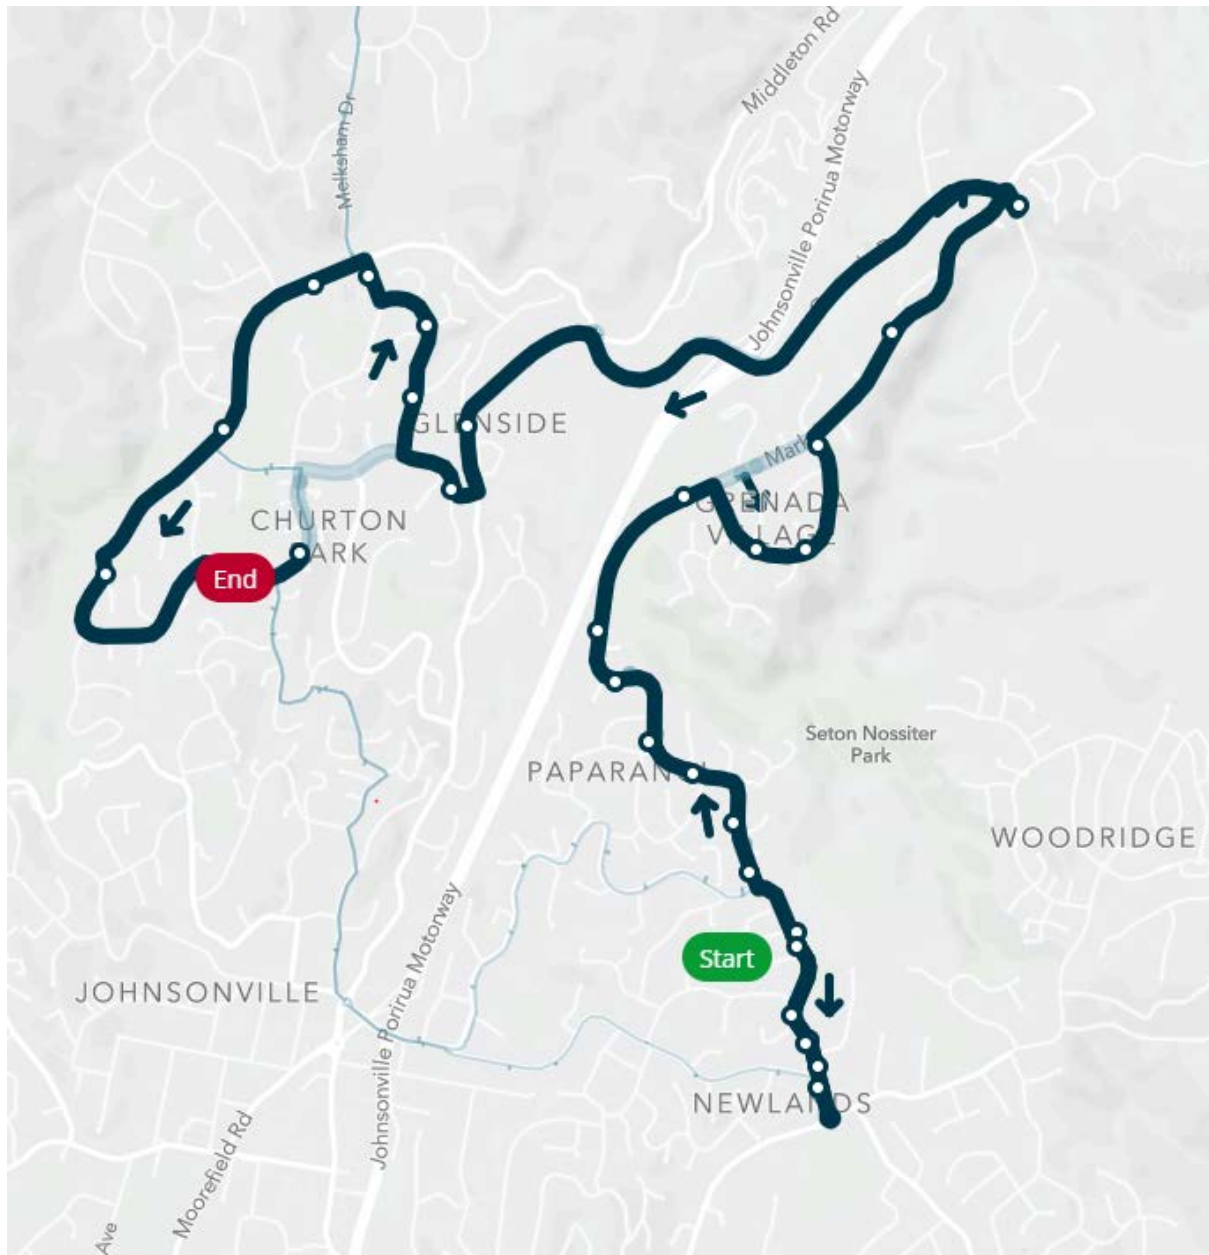 Middleton Rd
Melksham Dr
Johnsonville Porirua Motorway
GLENSIDE
Mark
GRENADA
VILLAGE
CHURTON
PARK
End
Seton Nossiter
Park
PAPARANGI
WOODRIDGE
Start
JOHNSONVILLE
Johnsonville Porirua Motorway
NEWLANDS
Moorefield Rd
Ave